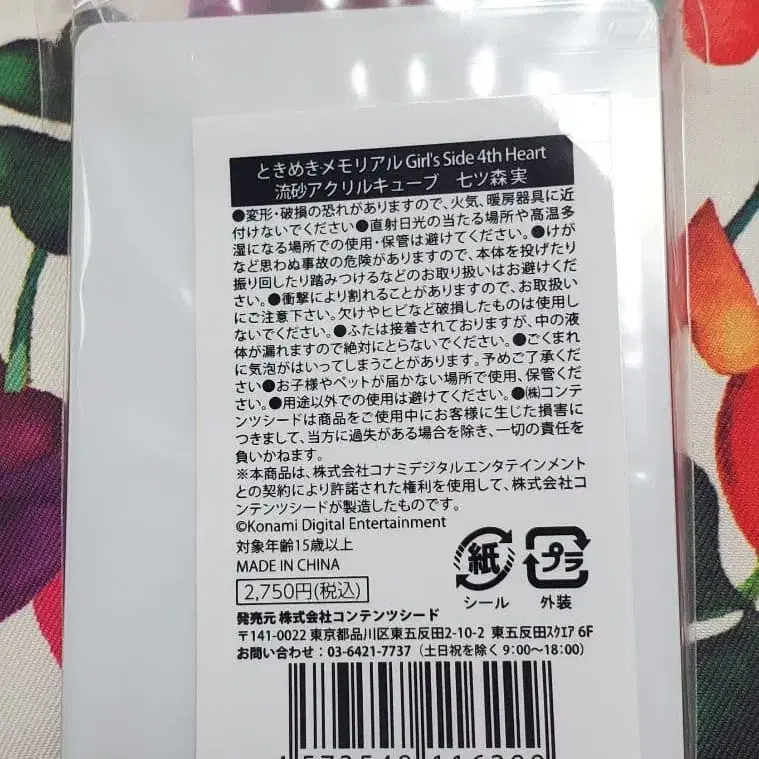 ときめきメモリアル Girl's Side 4th Heart
流砂アクリルキューブ 七ツ森 実
●変形・破損の恐れがありますので、火気、暖房器具に近
付けないでください●直射日光の当たる場所や高温多
湿になる場所での使用・保管は避けてください。●けが
など思わぬ事故の危険がありますので、本体を投げたり
振り回したり踏みつけるなどのお取り扱いはお避けくだ
さい。●衝撃により割れることがありますので、お取扱い
にご注意下さい。欠けやヒビなど破損したものは使用し
ないでください。●ふたは接着されておりますが、中の液
体が漏れますので絶対にとらないでください。●ごくまれ
に気泡がはいってしまうことがあります。予めご了承くだ
さい●お子様やペットが届かない場所で使用、保管くだ
さい。●用途以外での使用は避けてください。●㈱コンテ
ンツシードは商品をご使用中にお客様に生じた損害に
つきまして、当方に過失がある場合を除き、一切の責任を
負いかねます。
※本商品は、株式会社コナミデジタルエンタテインメント
との契約により許諾された権利を使用して、株式会社コ
ンテンツシードが製造したものです。
©Konami Digital Entertainment
対象年齢15歳以上
MADE IN CHINA
2,750円(税込)
紙 プラ
シール 外装
発売元 株式会社コンテンツシード
〒141-0022 東京都品川区東五反田2-10-2 東五反田ｽｸｴｱ 6F
お問い合わせ：03-6421-7737（土日祝を除く 9:00～18:00）